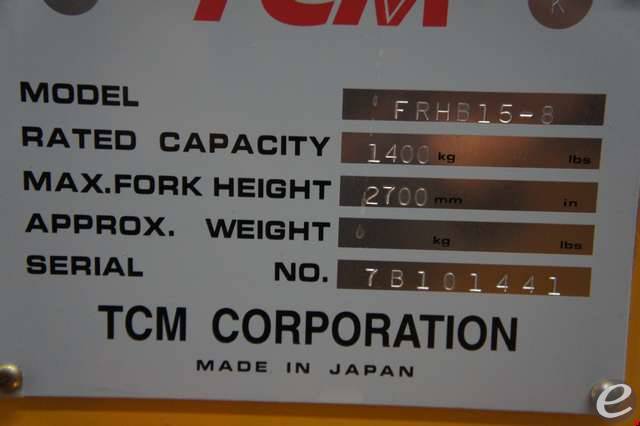 TCM
K
MODEL FRHB15-8
RATED CAPACITY 1400 kg lbs
MAX.FORK HEIGHT 2700 mm in
APPROX. WEIGHT kg lbs
SERIAL NO. 7B101441
TCM CORPORATION
MADE IN JAPAN
e